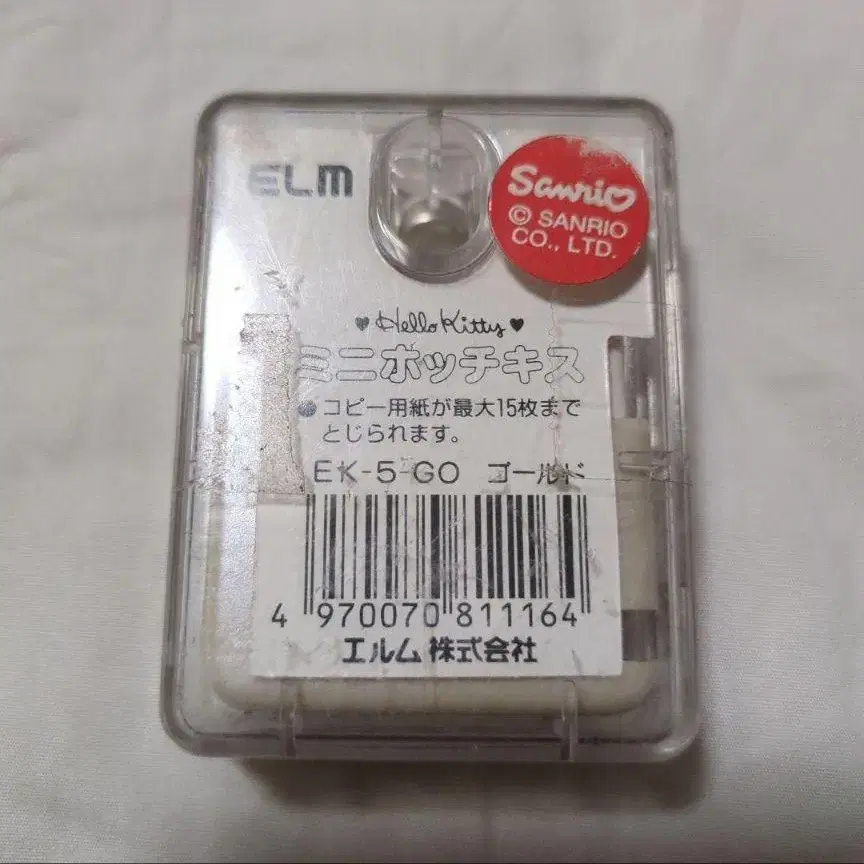 ELM
Sanrio
© SANRIO
CO., LTD.
♥ Hello Kitty ♥
ミニホッチキス
● コピー用紙が最大15枚まで
とじられます。
EK-5-GO ゴールド
4 970070 811164
エルム株式会社